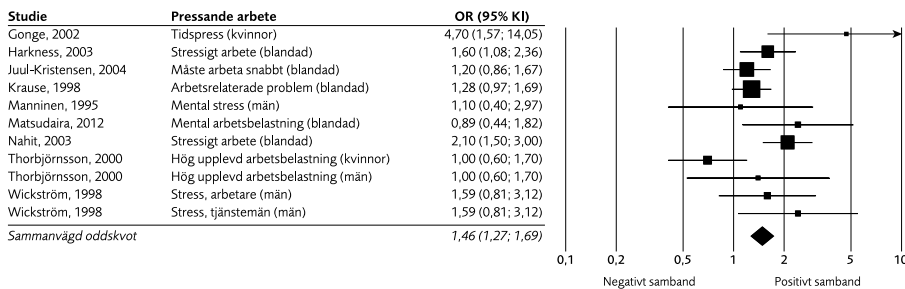 Studie Pressande arbete OR (95% KI)
Gonge, 2002 Tidspress (kvinnor) 4,70 (1,57; 14,05)
Harkness, 2003 Stressigt arbete (blandad) 1,60 (1,08; 2,36)
Juul-Kristensen, 2004 Måste arbeta snabbt (blandad) 1,20 (0,86; 1,67)
Krause, 1998 Arbetsrelaterade problem (blandad) 1,28 (0,97; 1,69)
Manninen, 1995 Mental stress (män) 1,10 (0,40; 2,97)
Matsudaira, 2012 Mental arbetsbelastning (blandad) 0,89 (0,44; 1,82)
Nahit, 2003 Stressigt arbete (blandad) 2,10 (1,50; 3,00)
Thorbjörnsson, 2000 Hög upplevd arbetsbelastning (kvinnor) 1,00 (0,60; 1,70)
Thorbjörnsson, 2000 Hög upplevd arbetsbelastning (män) 1,00 (0,60; 1,70)
Wickström, 1998 Stress, arbetare (män) 1,59 (0,81; 3,12)
Wickström, 1998 Stress, tjänstemän (män) 1,59 (0,81; 3,12)
Sammanvägd oddskvot 1,46 (1,27; 1,69)
0,1 0,2 0,5 1 2 5 10
Negativt samband Positivt samband